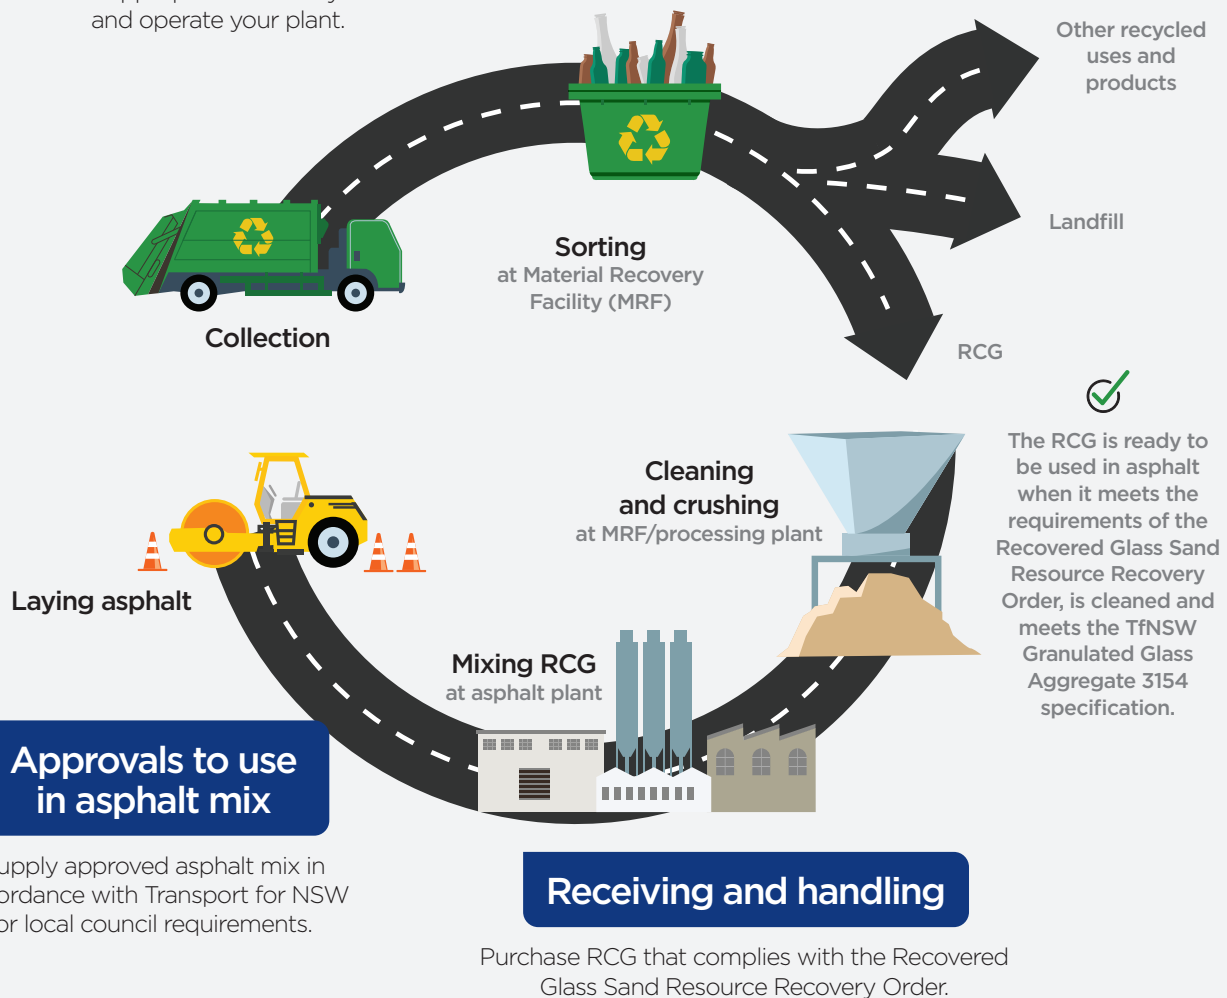 and operate your plant.
Other recycled
uses and
products
Landfill
Sorting
at Material Recovery
Facility (MRF)
Collection
RCG
The RCG is ready to
be used in asphalt
when it meets the
requirements of the
Recovered Glass Sand
Resource Recovery
Order, is cleaned and
meets the TfNSW
Granulated Glass
Aggregate 3154
specification.
Cleaning
and crushing
at MRF/processing plant
Laying asphalt
Mixing RCG
at asphalt plant
Approvals to use
in asphalt mix
upply approved asphalt mix in
ordance with Transport for NSW
or local council requirements.
Receiving and handling
Purchase RCG that complies with the Recovered
Glass Sand Resource Recovery Order.